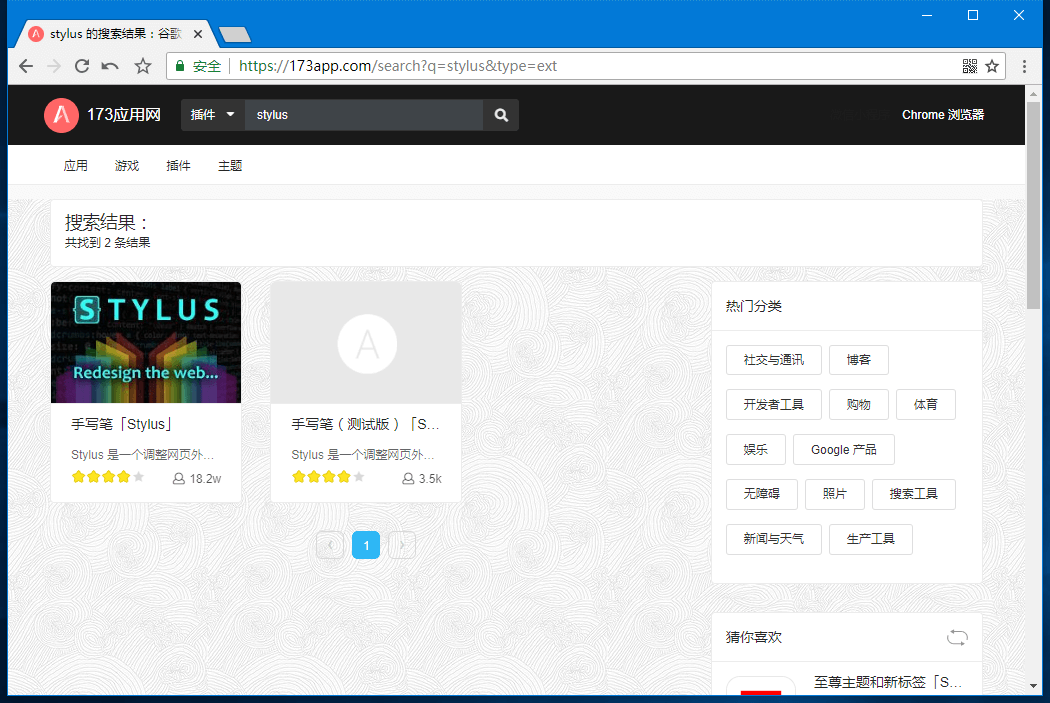 stylus 的搜索结果：谷歌
安全 https://173app.com/search?q=stylus&type=ext
173应用网 插件 stylus Chrome 浏览器
应用 游戏 插件 主题
搜索结果：
共找到 2 条结果
STYLUS
Redesign the web...
手写笔「Stylus」
Stylus 是一个调整网页外...
18.2w
手写笔（测试版）「S...
Stylus 是一个调整网页外...
3.5k
1
热门分类
社交与通讯 博客
开发者工具 购物 体育
娱乐 Google 产品
无障碍 照片 搜索工具
新闻与天气 生产工具
猜你喜欢
至尊主题和新标签「S...